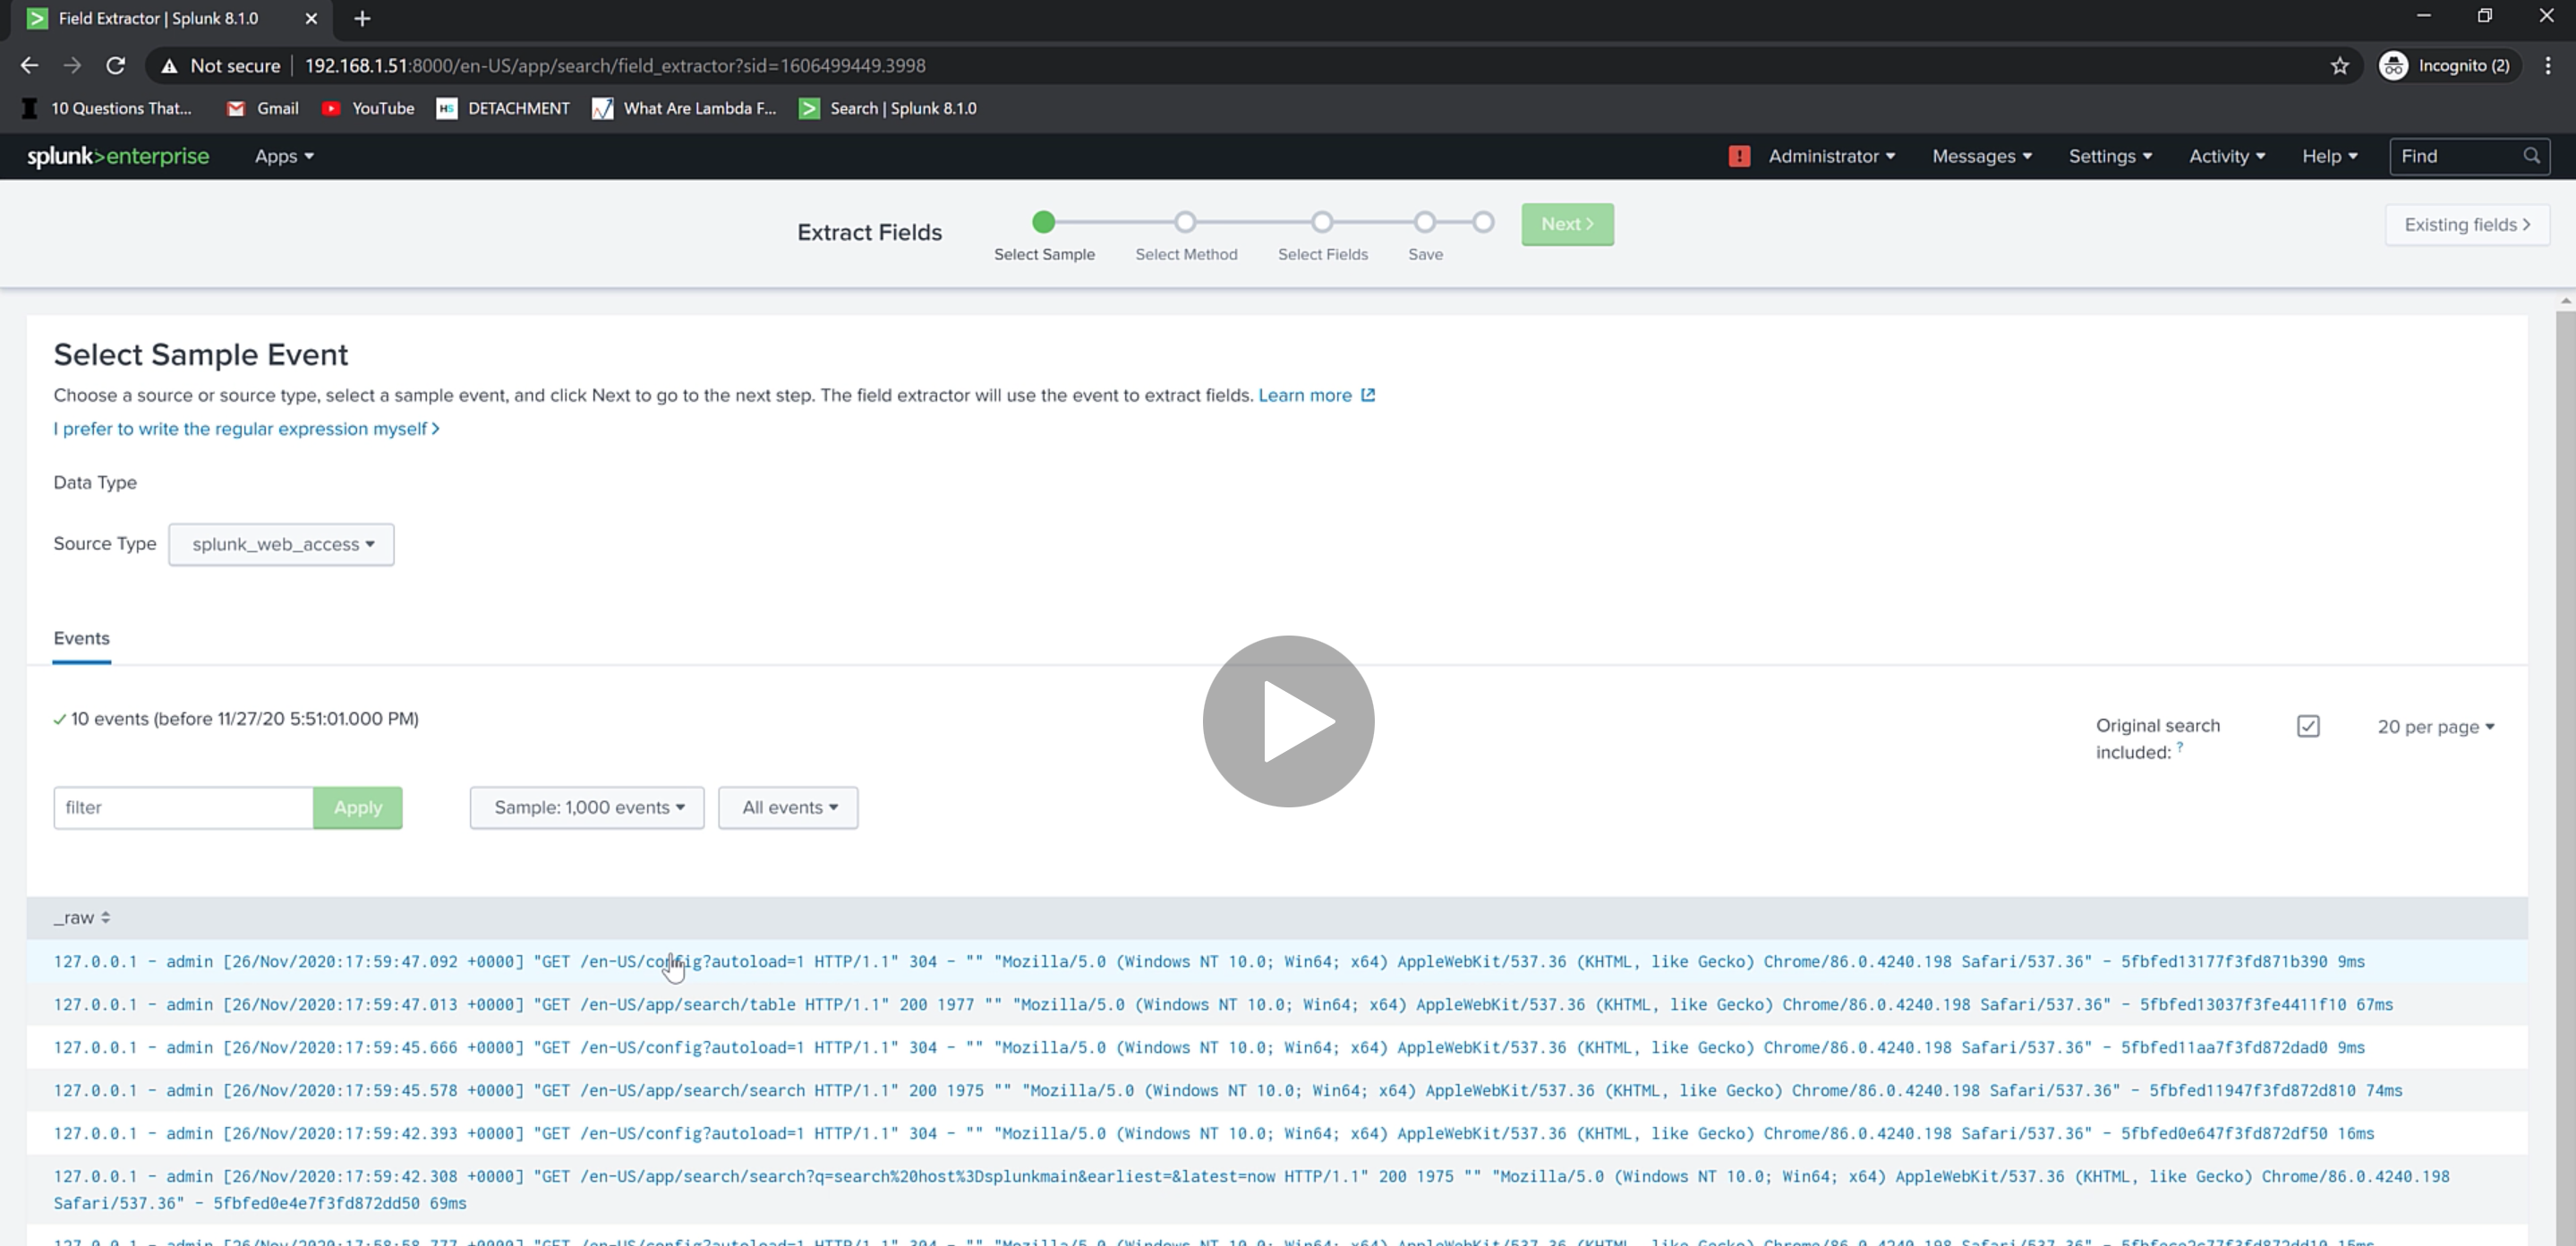 Field Extractor | Splunk 8.1.0
Not secure | 192.168.1.51:8000/en-US/app/search/field_extractor?sid=1606499449.3998
Incognito (2)
10 Questions That... Gmail YouTube HS DETACHMENT What Are Lambda F... Search | Splunk 8.1.0
splunk>enterprise Apps ! Administrator Messages Settings Activity Help Find
Extract Fields
Select Sample Select Method Select Fields Save
Next >
Existing fields >
Select Sample Event
Choose a source or source type, select a sample event, and click Next to go to the next step. The field extractor will use the event to extract fields. Learn more
I prefer to write the regular expression myself >
Data Type
Source Type splunk_web_access
Events
10 events (before 11/27/20 5:51:01.000 PM)
Original search included: ?
20 per page
filter Apply Sample: 1,000 events All events
_raw
127.0.0.1 - admin [26/Nov/2020:17:59:47.092 +0000] "GET /en-US/config?autoload=1 HTTP/1.1" 304 - "" "Mozilla/5.0 (Windows NT 10.0; Win64; x64) AppleWebKit/537.36 (KHTML, like Gecko) Chrome/86.0.4240.198 Safari/537.36" - 5fbfed13177f3fd871b390 9ms
127.0.0.1 - admin [26/Nov/2020:17:59:47.013 +0000] "GET /en-US/app/search/table HTTP/1.1" 200 1977 "" "Mozilla/5.0 (Windows NT 10.0; Win64; x64) AppleWebKit/537.36 (KHTML, like Gecko) Chrome/86.0.4240.198 Safari/537.36" - 5fbfed13037f3fe4411f10 67ms
127.0.0.1 - admin [26/Nov/2020:17:59:45.666 +0000] "GET /en-US/config?autoload=1 HTTP/1.1" 304 - "" "Mozilla/5.0 (Windows NT 10.0; Win64; x64) AppleWebKit/537.36 (KHTML, like Gecko) Chrome/86.0.4240.198 Safari/537.36" - 5fbfed11aa7f3fd872dad0 9ms
127.0.0.1 - admin [26/Nov/2020:17:59:45.578 +0000] "GET /en-US/app/search/search HTTP/1.1" 200 1975 "" "Mozilla/5.0 (Windows NT 10.0; Win64; x64) AppleWebKit/537.36 (KHTML, like Gecko) Chrome/86.0.4240.198 Safari/537.36" - 5fbfed11947f3fd872d810 74ms
127.0.0.1 - admin [26/Nov/2020:17:59:42.393 +0000] "GET /en-US/config?autoload=1 HTTP/1.1" 304 - "" "Mozilla/5.0 (Windows NT 10.0; Win64; x64) AppleWebKit/537.36 (KHTML, like Gecko) Chrome/86.0.4240.198 Safari/537.36" - 5fbfed0e647f3fd872df50 16ms
127.0.0.1 - admin [26/Nov/2020:17:59:42.308 +0000] "GET /en-US/app/search/search?q=search%20host%3Dsplunkmain&earliest=&latest=now HTTP/1.1" 200 1975 "" "Mozilla/5.0 (Windows NT 10.0; Win64; x64) AppleWebKit/537.36 (KHTML, like Gecko) Chrome/86.0.4240.198
Safari/537.36" - 5fbfed0e4e7f3fd872dd50 69ms